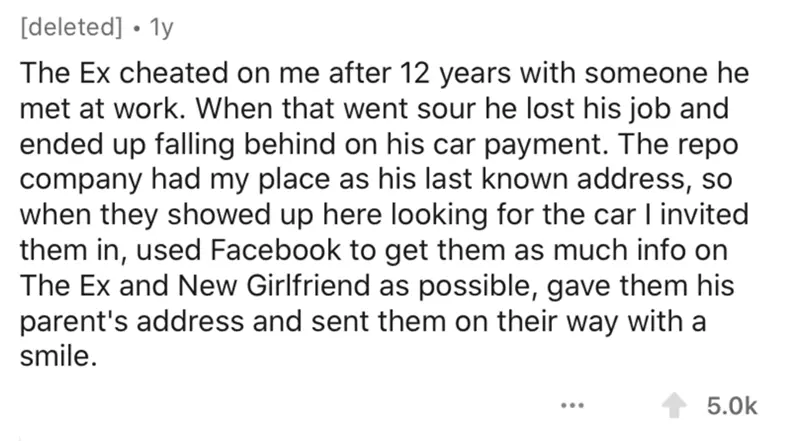 [deleted] • 1y
The Ex cheated on me after 12 years with someone he
met at work. When that went sour he lost his job and
ended up falling behind on his car payment. The repo
company had my place as his last known address, so
when they showed up here looking for the car I invited
them in, used Facebook to get them as much info on
The Ex and New Girlfriend as possible, gave them his
parent's address and sent them on their way with a
smile.
... 5.0k